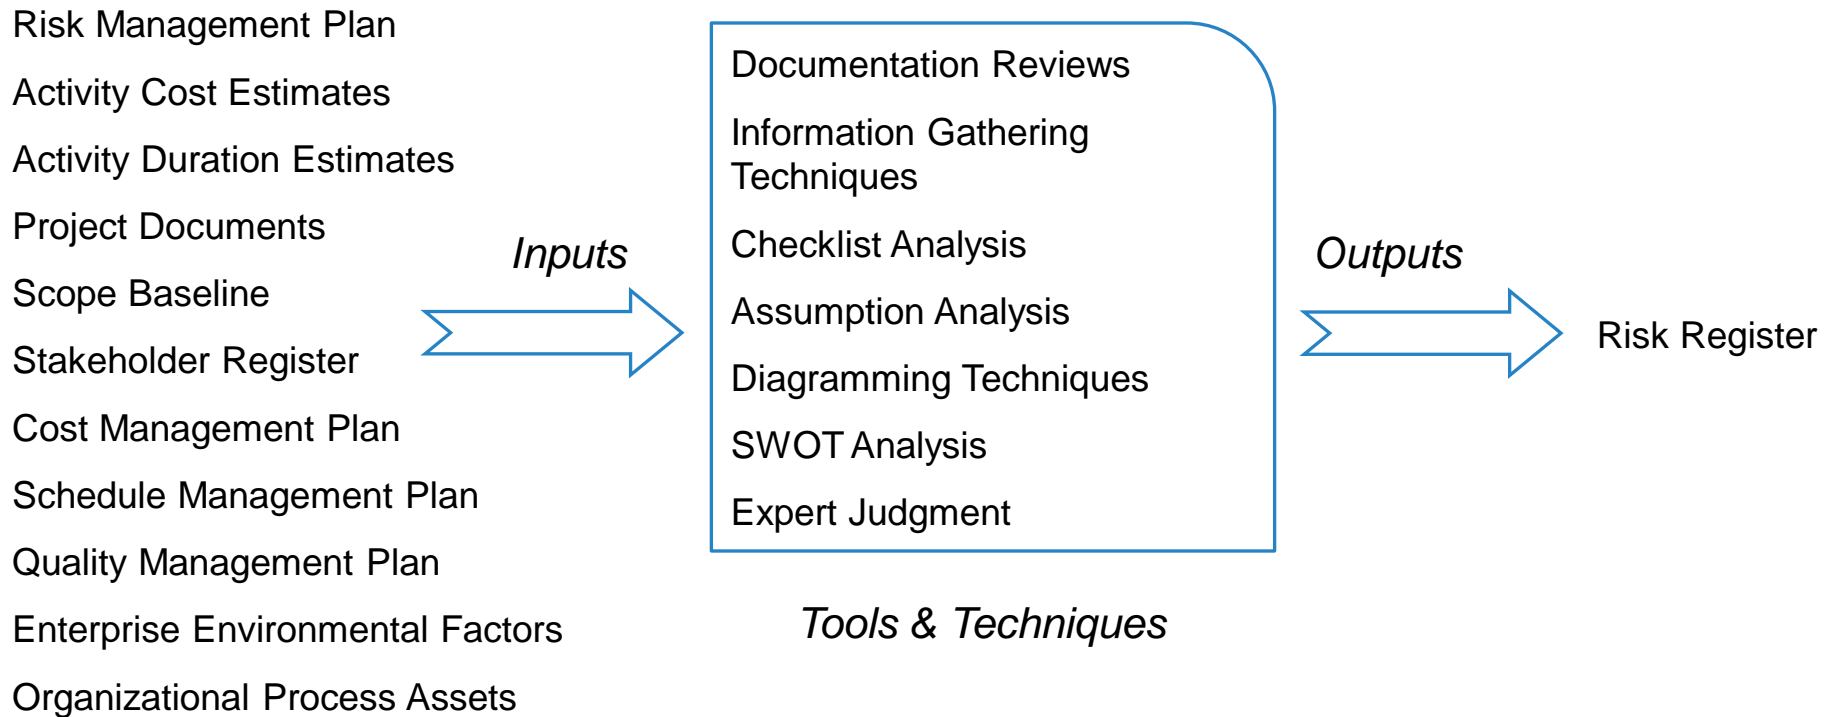 Risk Management Plan
Activity Cost Estimates
Activity Duration Estimates
Project Documents
Scope Baseline
Stakeholder Register
Cost Management Plan
Schedule Management Plan
Quality Management Plan
Enterprise Environmental Factors
Organizational Process Assets
Inputs
Documentation Reviews
Information Gathering
Techniques
Checklist Analysis
Assumption Analysis
Diagramming Techniques
SWOT Analysis
Expert Judgment
Tools & Techniques
Outputs
Risk Register